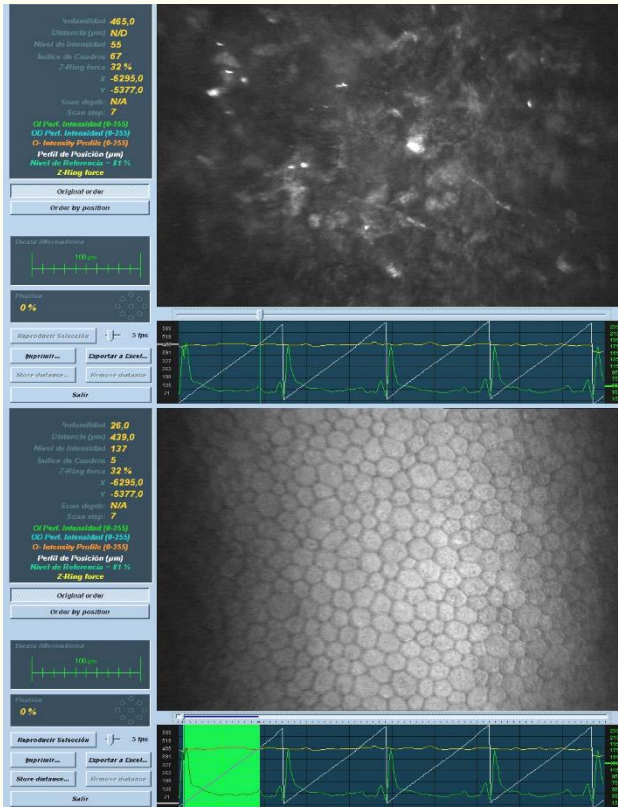 Profundidad 465,0
Distancia (µm) N/D
Nivel de Intensidad 55
Indice de Cuadros 67
Z-Ring force 32 %
X -6295,0
Y -5377,0
Scan depth: N/A
Scan step: 7
OI Perf. Intensidad (0-255)
OD Perf. Intensidad (0-255)
O- Intensity Profile (0-255)
Perfil de Posición (µm)
Nivel de Referencia = 81 %
Z-Ring force
Original order
Order by position
Escala Micrométrica
100 µm
Fixation
0 %
Reproducir Selección
5 fps
Imprimir...
Exportar a Excel...
Store distance...
Remove distance
Salir
Profundidad 26,0
Distancia (µm) 439,0
Nivel de Intensidad 137
Indice de Cuadros 5
Z-Ring force 32 %
X -6295,0
Y -5377,0
Scan depth: N/A
Scan step: 7
OI Perf. Intensidad (0-255)
OD Perf. Intensidad (0-255)
O- Intensity Profile (0-255)
Perfil de Posición (µm)
Nivel de Referencia = 81 %
Z-Ring force
Original order
Order by position
Escala Micrométrica
100 µm
0 %
Reproducir Selección
5 fps
Imprimir...
Exportar a Excel...
Store distance...
Remove distance
Salir